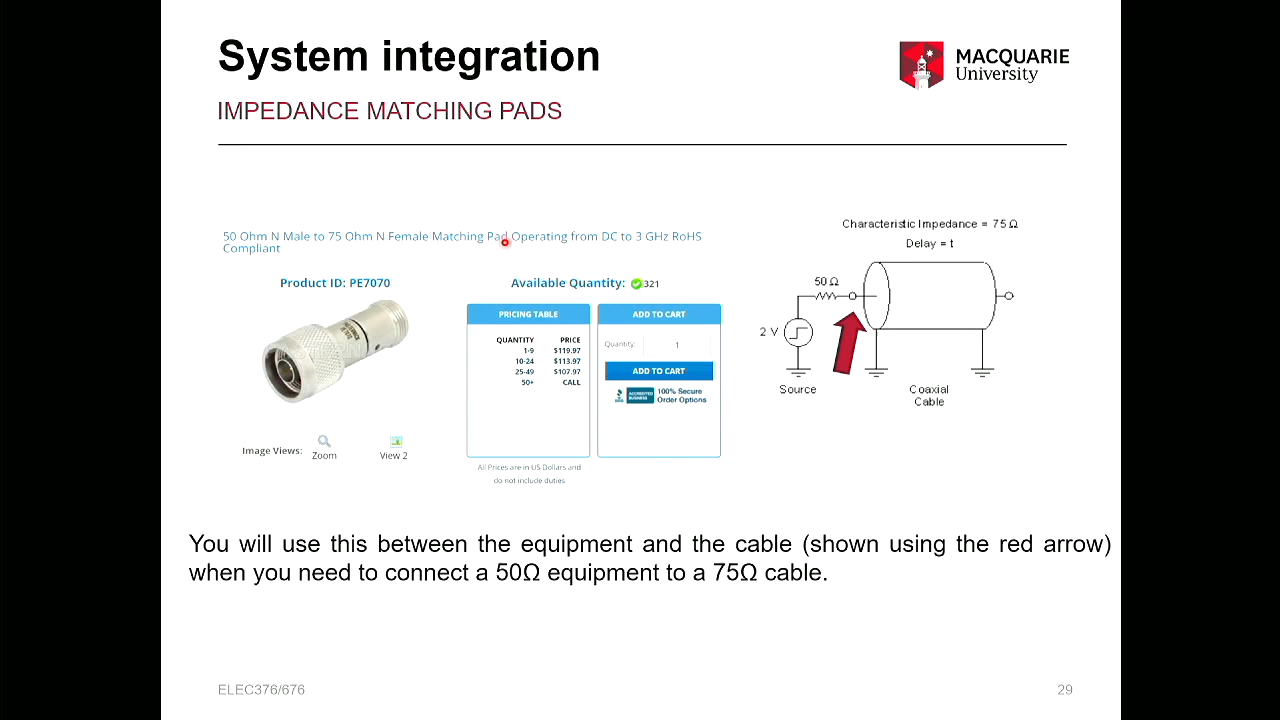 System integration
MACQUARIE
University
IMPEDANCE MATCHING PADS
50 Ohm N Male to 75 Ohm N Female Matching Pad Operating from DC to 3 GHz RoHS
Compliant
Product ID: PE7070
Available Quantity: 321
PRICING TABLE
QUANTITY PRICE
1-9 $119.97
10-24 $113.97
25-49 $107.97
50+ CALL
ADD TO CART
Quantity: 1
ADD TO CART
ACCREDITED
BUSINESS
100% Secure
Order Options
Image Views:
Zoom
View 2
All Prices are in US Dollars and
do not include duties
Characteristic Impedance = 75 Ω
Delay = t
50 Ω
2 V
Source
Coaxial
Cable
You will use this between the equipment and the cable (shown using the red arrow)
when you need to connect a 50Ω equipment to a 75Ω cable.
ELEC376/676
29